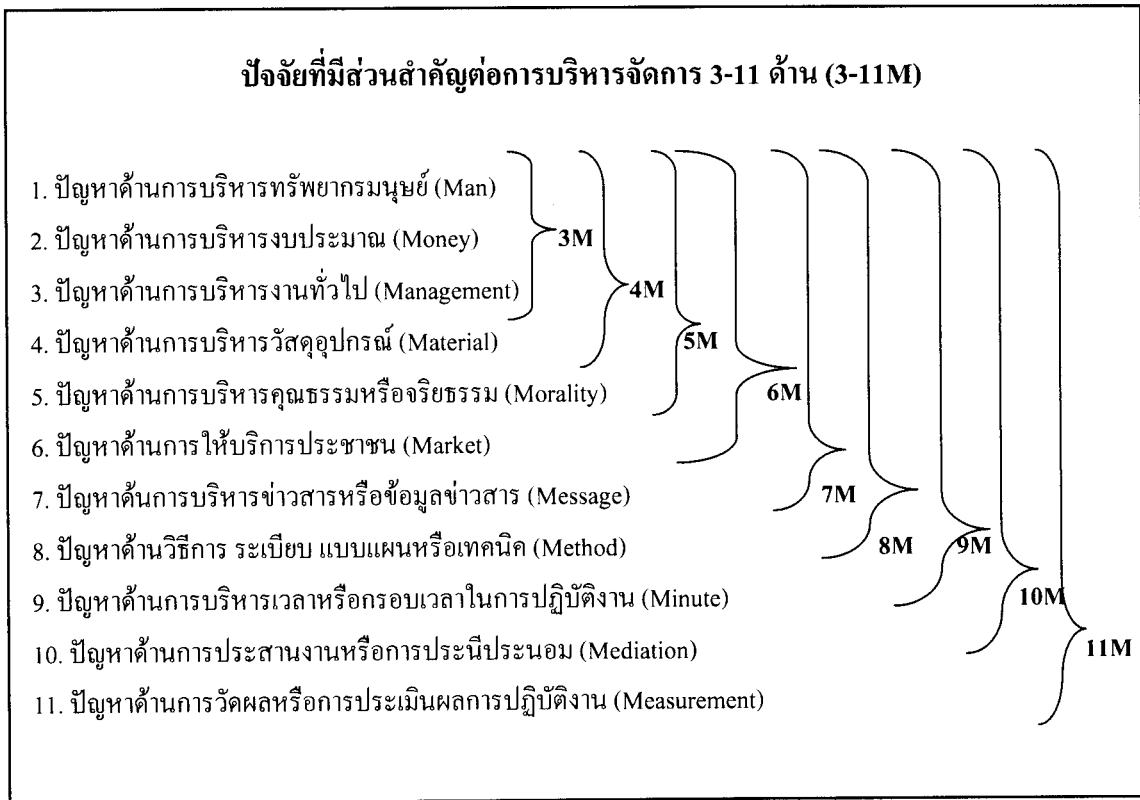 ปัจจัยที่มีส่วนสำคัญต่อการบริหารจัดการ 3-11 ด้าน (3-11M)
1. ปัญหาด้านการบริหารทรัพยากรมนุษย์ (Man)
2. ปัญหาด้านการบริหารงบประมาณ (Money)
3M
3. ปัญหาด้านการบริหารงานทั่วไป (Management)
4M
4. ปัญหาด้านการบริหารวัสดุอุปกรณ์ (Material)
5M
5. ปัญหาด้านการบริหารคุณธรรมหรือจริยธรรม (Morality)
6M
6. ปัญหาด้านการให้บริการประชาชน (Market)
7. ปัญหาด้นการบริหารข่าวสารหรือข้อมูลข่าวสาร (Message)
7M
8. ปัญหาด้านวิธีการ ระเบียบ แบบแผนหรือเทคนิค (Method)
8M
9M
9. ปัญหาด้านการบริหารเวลาหรือกรอบเวลาในการปฏิบัติงาน (Minute)
10M
10. ปัญหาด้านการประสานงานหรือการประนีประนอม (Mediation)
11M
11. ปัญหาด้านการวัดผลหรือการประเมินผลการปฏิบัติงาน (Measurement)